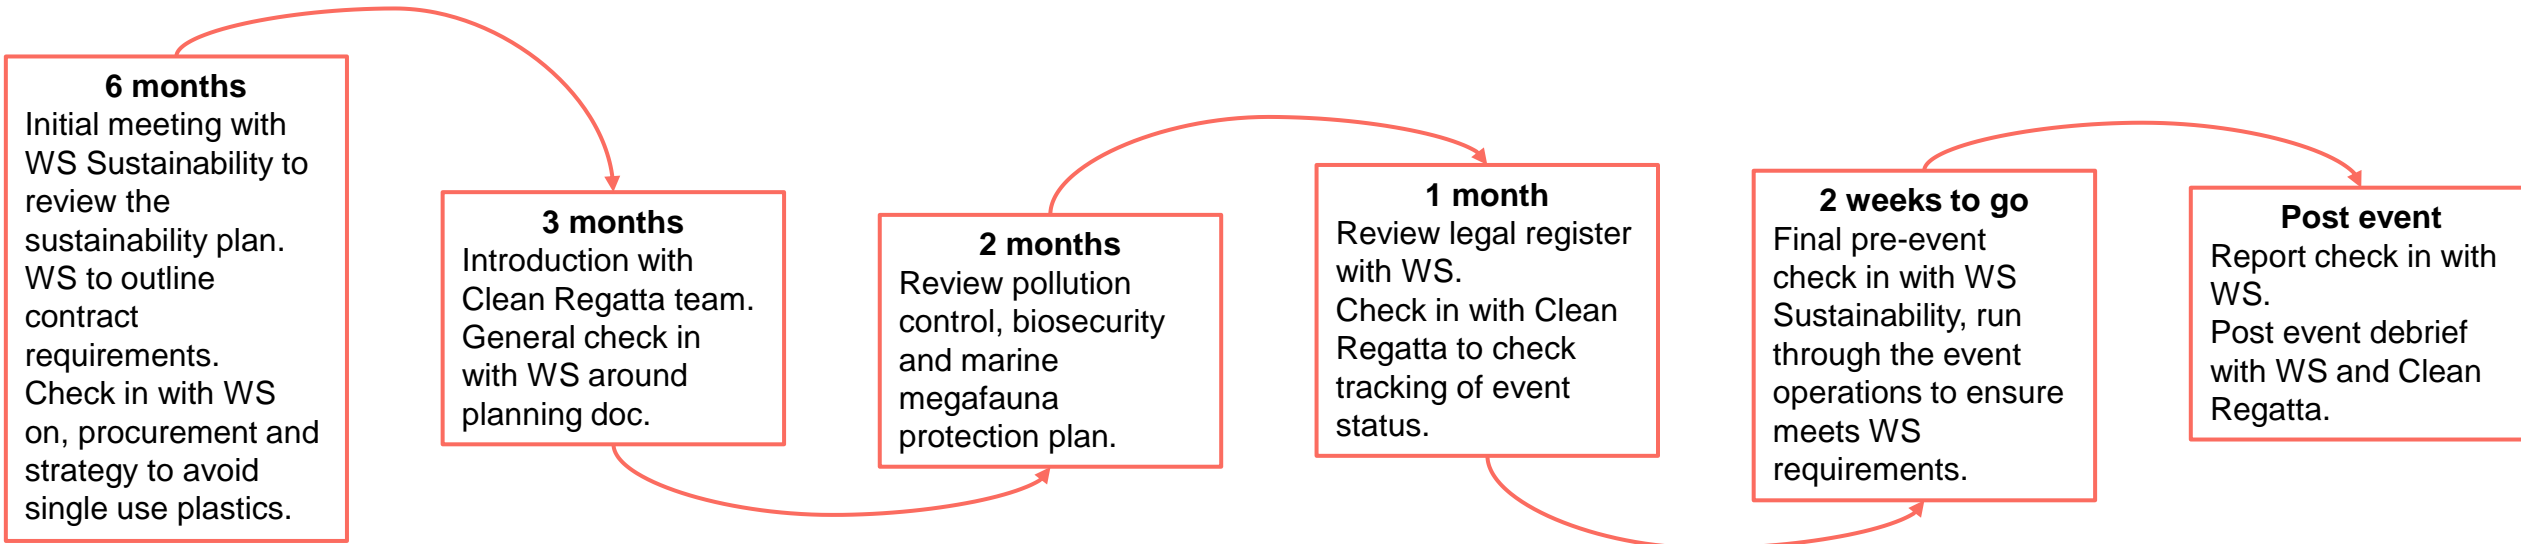 6 months
Initial meeting with
WS Sustainability to
review the
sustainability plan.
WS to outline
contract
requirements.
Check in with WS
on, procurement and
strategy to avoid
single use plastics.
3 months
Introduction with
Clean Regatta team.
General check in
with WS around
planning doc.
2 months
Review pollution
control, biosecurity
and marine
megafauna
protection plan.
1 month
Review legal register
with WS.
Check in with Clean
Regatta to check
tracking of event
status.
2 weeks to go
Final pre-event
check in with WS
Sustainability, run
through the event
operations to ensure
meets WS
requirements.
Post event
Report check in with
WS.
Post event debrief
with WS and Clean
Regatta.